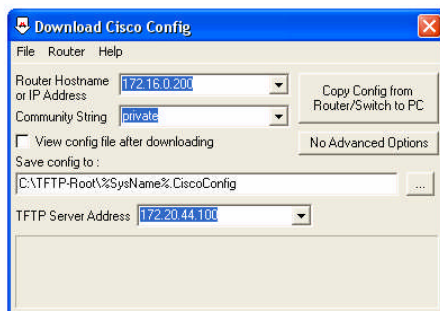 Download Cisco Config
File Router Help
Router Hostname
or IP Address
172.16.0.200
Copy Config from
Router/Switch to PC
Community String
private
View config file after downloading
No Advanced Options
Save config to :
C:\TFTP-Root\%SysName%.CiscoConfig
...
TFTP Server Address
172.20.44.100